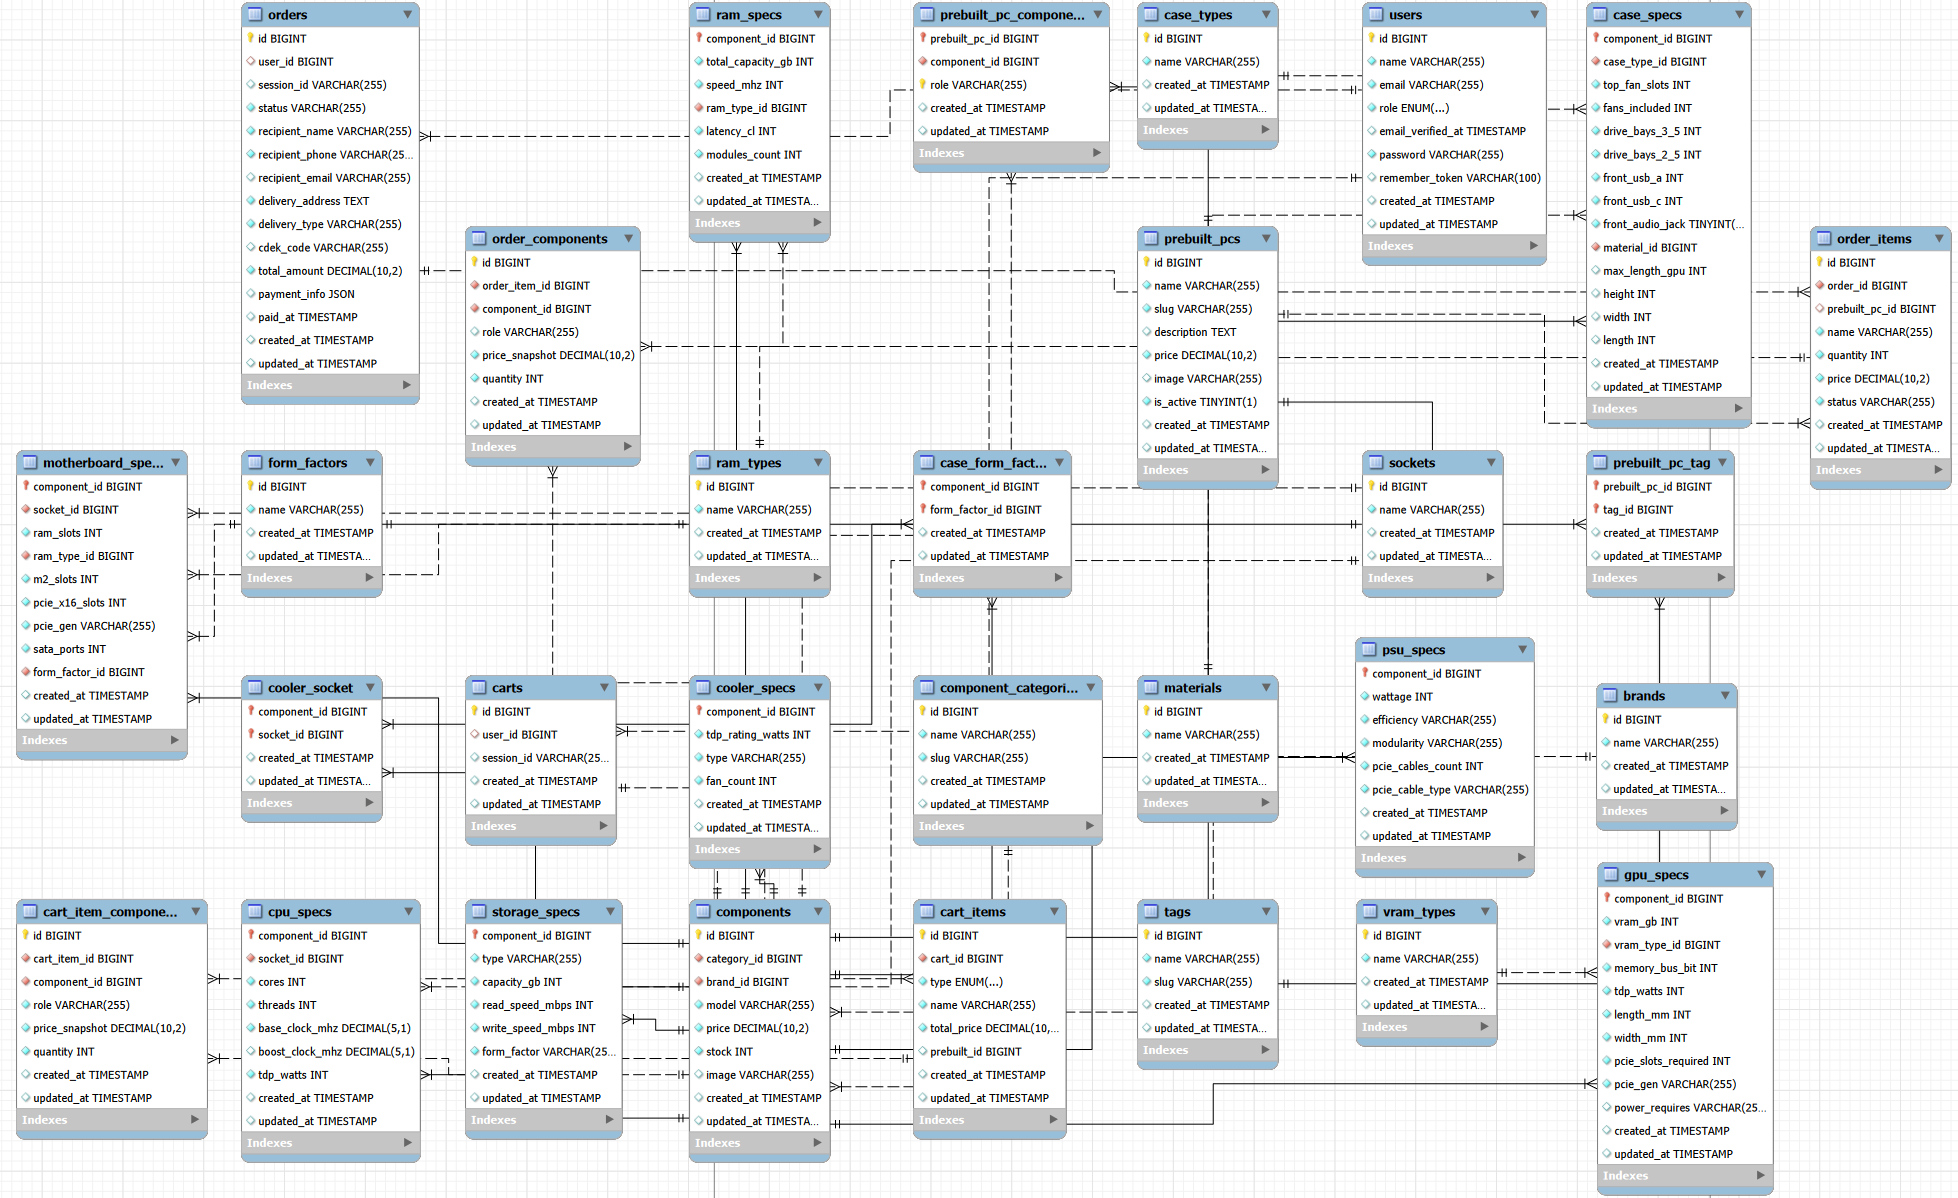 orders
id BIGINT
user_id BIGINT
session_id VARCHAR(255)
status VARCHAR(255)
recipient_name VARCHAR(255)
recipient_phone VARCHAR(25...
recipient_email VARCHAR(255)
delivery_address TEXT
delivery_type VARCHAR(255)
cdek_code VARCHAR(255)
total_amount DECIMAL(10,2)
payment_info JSON
paid_at TIMESTAMP
created_at TIMESTAMP
updated_at TIMESTAMP
Indexes
ram_specs
component_id BIGINT
total_capacity_gb INT
speed_mhz INT
ram_type_id BIGINT
latency_cl INT
modules_count INT
created_at TIMESTAMP
updated_at TIMESTA...
Indexes
prebuilt_pc_compone...
prebuilt_pc_id BIGINT
component_id BIGINT
role VARCHAR(255)
created_at TIMESTAMP
updated_at TIMESTAMP
Indexes
case_types
id BIGINT
name VARCHAR(255)
created_at TIMESTAMP
updated_at TIMESTA...
Indexes
users
id BIGINT
name VARCHAR(255)
email VARCHAR(255)
role ENUM(...)
email_verified_at TIMESTAMP
password VARCHAR(255)
remember_token VARCHAR(100)
created_at TIMESTAMP
updated_at TIMESTAMP
Indexes
case_specs
component_id BIGINT
case_type_id BIGINT
top_fan_slots INT
fans_included INT
drive_bays_3_5 INT
drive_bays_2_5 INT
front_usb_a INT
front_usb_c INT
front_audio_jack TINYINT(...
material_id BIGINT
max_length_gpu INT
height INT
width INT
length INT
created_at TIMESTAMP
updated_at TIMESTAMP
Indexes
order_components
id BIGINT
order_item_id BIGINT
component_id BIGINT
role VARCHAR(255)
price_snapshot DECIMAL(10,2)
quantity INT
created_at TIMESTAMP
updated_at TIMESTAMP
Indexes
prebuilt_pcs
id BIGINT
name VARCHAR(255)
slug VARCHAR(255)
description TEXT
price DECIMAL(10,2)
image VARCHAR(255)
is_active TINYINT(1)
created_at TIMESTAMP
updated_at TIMESTA...
Indexes
order_items
id BIGINT
order_id BIGINT
prebuilt_pc_id BIGINT
name VARCHAR(255)
quantity INT
price DECIMAL(10,2)
status VARCHAR(255)
created_at TIMESTAMP
updated_at TIMESTA...
Indexes
motherboard_spe...
component_id BIGINT
socket_id BIGINT
ram_slots INT
ram_type_id BIGINT
m2_slots INT
pcie_x16_slots INT
pcie_gen VARCHAR(255)
sata_ports INT
form_factor_id BIGINT
created_at TIMESTAMP
updated_at TIMESTAMP
Indexes
form_factors
id BIGINT
name VARCHAR(255)
created_at TIMESTAMP
updated_at TIMESTA...
Indexes
ram_types
id BIGINT
name VARCHAR(255)
created_at TIMESTAMP
updated_at TIMESTA...
Indexes
case_form_fact...
component_id BIGINT
form_factor_id BIGINT
created_at TIMESTAMP
updated_at TIMESTAMP
Indexes
sockets
id BIGINT
name VARCHAR(255)
created_at TIMESTAMP
updated_at TIMESTA...
Indexes
prebuilt_pc_tag
prebuilt_pc_id BIGINT
tag_id BIGINT
created_at TIMESTAMP
updated_at TIMESTAMP
Indexes
cooler_socket
component_id BIGINT
socket_id BIGINT
created_at TIMESTAMP
updated_at TIMESTA...
Indexes
carts
id BIGINT
user_id BIGINT
session_id VARCHAR(25...
created_at TIMESTAMP
updated_at TIMESTAMP
Indexes
cooler_specs
component_id BIGINT
tdp_rating_watts INT
type VARCHAR(255)
fan_count INT
created_at TIMESTAMP
updated_at TIMESTA...
Indexes
component_categori...
id BIGINT
name VARCHAR(255)
slug VARCHAR(255)
created_at TIMESTAMP
updated_at TIMESTAMP
Indexes
materials
id BIGINT
name VARCHAR(255)
created_at TIMESTAMP
updated_at TIMESTA...
Indexes
psu_specs
component_id BIGINT
wattage INT
efficiency VARCHAR(255)
modularity VARCHAR(255)
pcie_cables_count INT
pcie_cable_type VARCHAR(255)
created_at TIMESTAMP
updated_at TIMESTAMP
Indexes
brands
id BIGINT
name VARCHAR(255)
created_at TIMESTAMP
updated_at TIMESTA...
Indexes
cart_item_compone...
id BIGINT
cart_item_id BIGINT
component_id BIGINT
role VARCHAR(255)
price_snapshot DECIMAL(10,2)
quantity INT
created_at TIMESTAMP
updated_at TIMESTAMP
Indexes
cpu_specs
component_id BIGINT
socket_id BIGINT
cores INT
threads INT
base_clock_mhz DECIMAL(5,1)
boost_clock_mhz DECIMAL(5,1)
tdp_watts INT
created_at TIMESTAMP
updated_at TIMESTAMP
Indexes
storage_specs
component_id BIGINT
type VARCHAR(255)
capacity_gb INT
read_speed_mbps INT
write_speed_mbps INT
form_factor VARCHAR(25...
created_at TIMESTAMP
updated_at TIMESTAMP
Indexes
components
id BIGINT
category_id BIGINT
brand_id BIGINT
model VARCHAR(255)
price DECIMAL(10,2)
stock INT
image VARCHAR(255)
created_at TIMESTAMP
updated_at TIMESTA...
Indexes
cart_items
id BIGINT
cart_id BIGINT
type ENUM(...)
name VARCHAR(255)
total_price DECIMAL(10,...
prebuilt_id BIGINT
created_at TIMESTAMP
updated_at TIMESTAMP
Indexes
tags
id BIGINT
name VARCHAR(255)
slug VARCHAR(255)
created_at TIMESTAMP
updated_at TIMESTA...
Indexes
vram_types
id BIGINT
name VARCHAR(255)
created_at TIMESTAMP
updated_at TIMESTA...
Indexes
gpu_specs
component_id BIGINT
vram_gb INT
vram_type_id BIGINT
memory_bus_bit INT
tdp_watts INT
length_mm INT
width_mm INT
pcie_slots_required INT
pcie_gen VARCHAR(255)
power_requires VARCHAR(25...
created_at TIMESTAMP
updated_at TIMESTAMP
Indexes